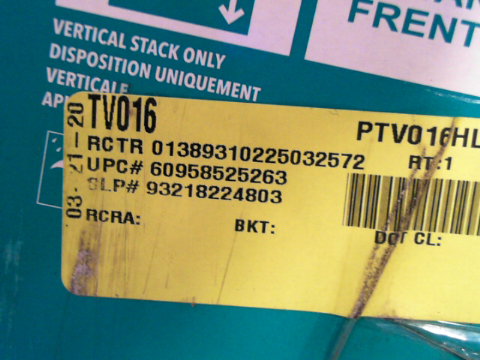 FRENT
VERTICAL STACK ONLY
DISPOSITION UNIQUEMENT
VERTICALE
TV016
PTV016HL
RCTR 01389310225032572 RT:1
UPC# 60958525263
SLP# 93218224803
03-21-20
RCRA: BKT:
DOT CL: